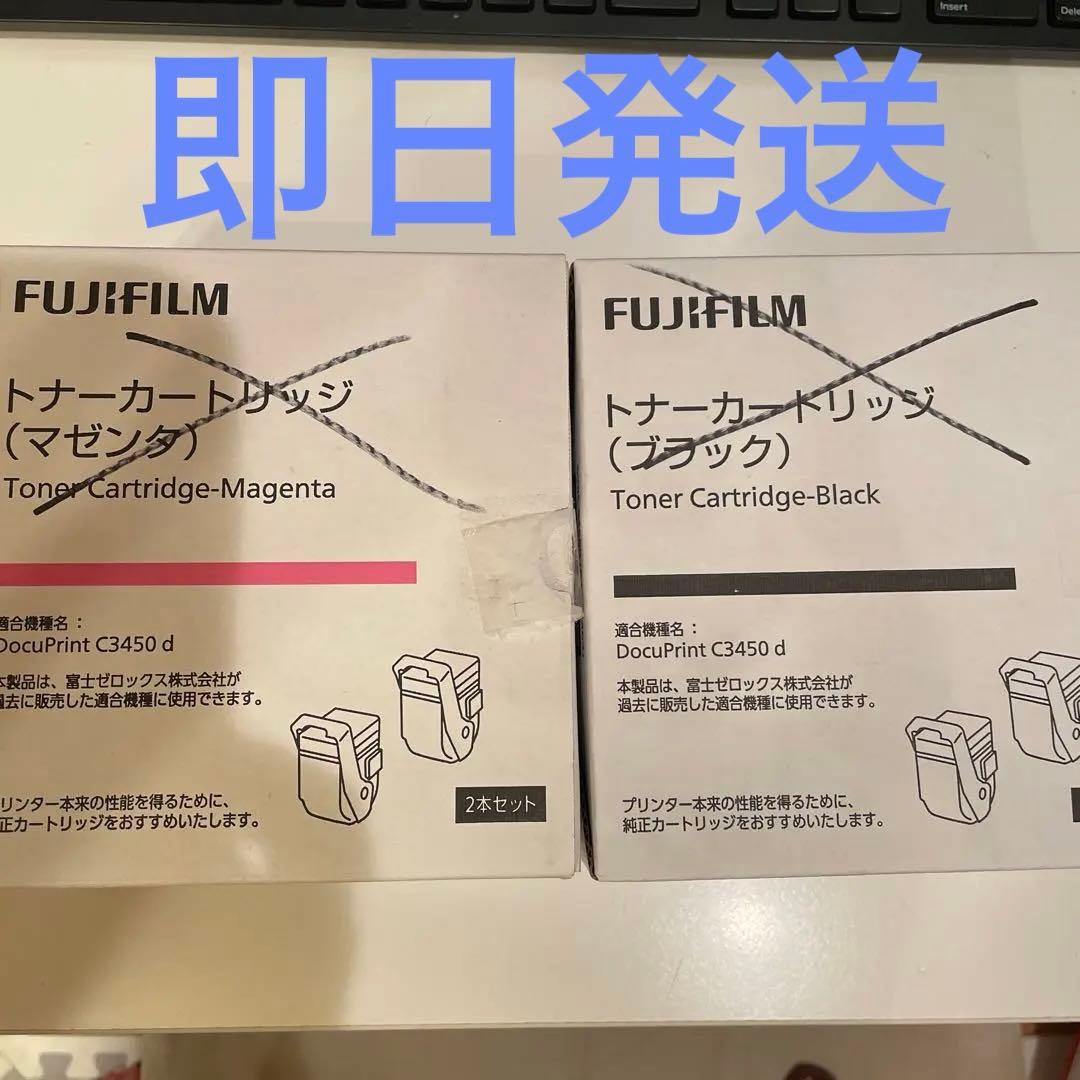 Insert
Dele
即日発送
FUJIFILM
トナーカートリッジ
（マゼンタ）
Toner Cartridge-Magenta
適合機種名：
DocuPrint C3450 d
本製品は、富士ゼロックス株式会社が
過去に販売した適合機種に使用できます。
2本セット
リンター本来の性能を得るために、
正カートリッジをおすすめいたします。
FUJIFILM
トナーカートリッジ
（ブラック）
Toner Cartridge-Black
適合機種名：
DocuPrint C3450 d
本製品は、富士ゼロックス株式会社が
過去に販売した適合機種に使用できます。
プリンター本来の性能を得るために、
純正カートリッジをおすすめいたします。